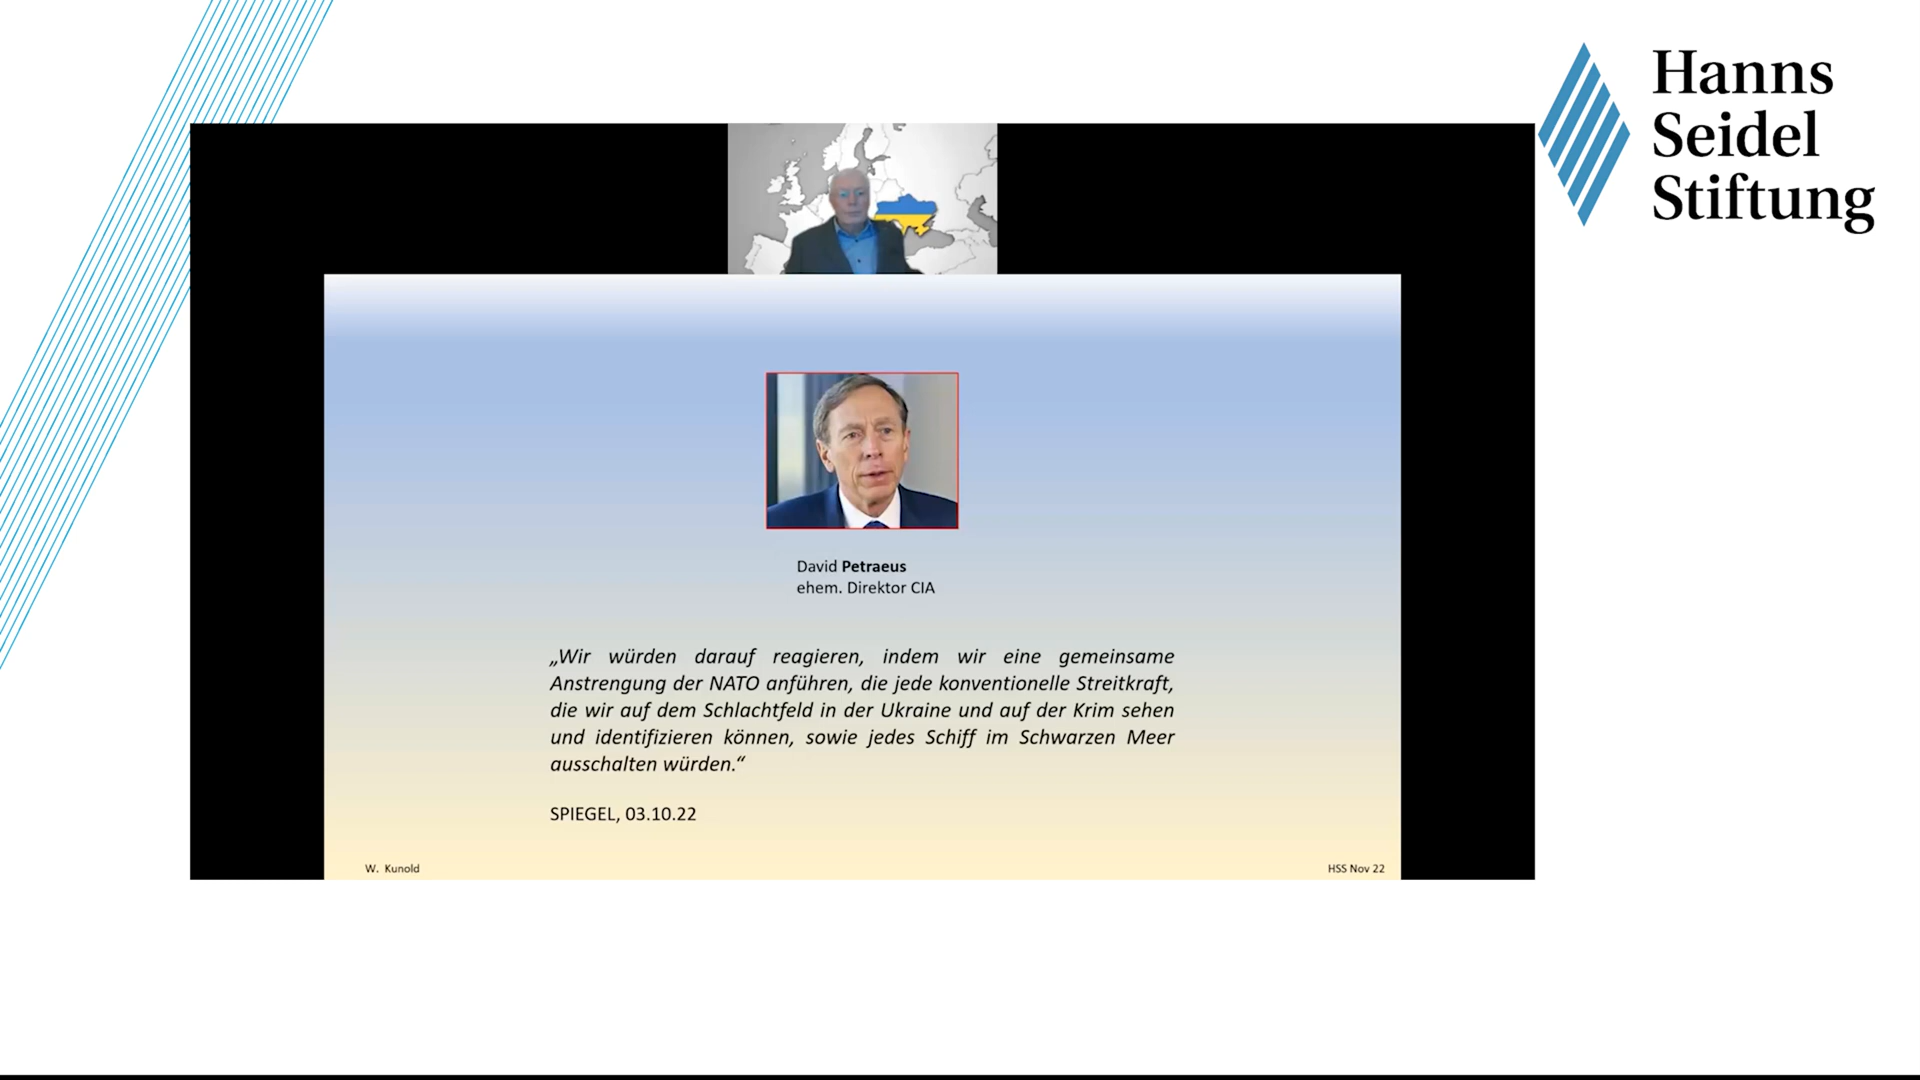 Hanns
Seidel
Stiftung
David Petraeus
ehem. Direktor CIA
„Wir würden darauf reagieren, indem wir eine gemeinsame
Anstrengung der NATO anführen, die jede konventionelle Streitkraft,
die wir auf dem Schlachtfeld in der Ukraine und auf der Krim sehen
und identifizieren können, sowie jedes Schiff im Schwarzen Meer
ausschalten würden.“
SPIEGEL, 03.10.22
W. Kunold
HSS Nov 22